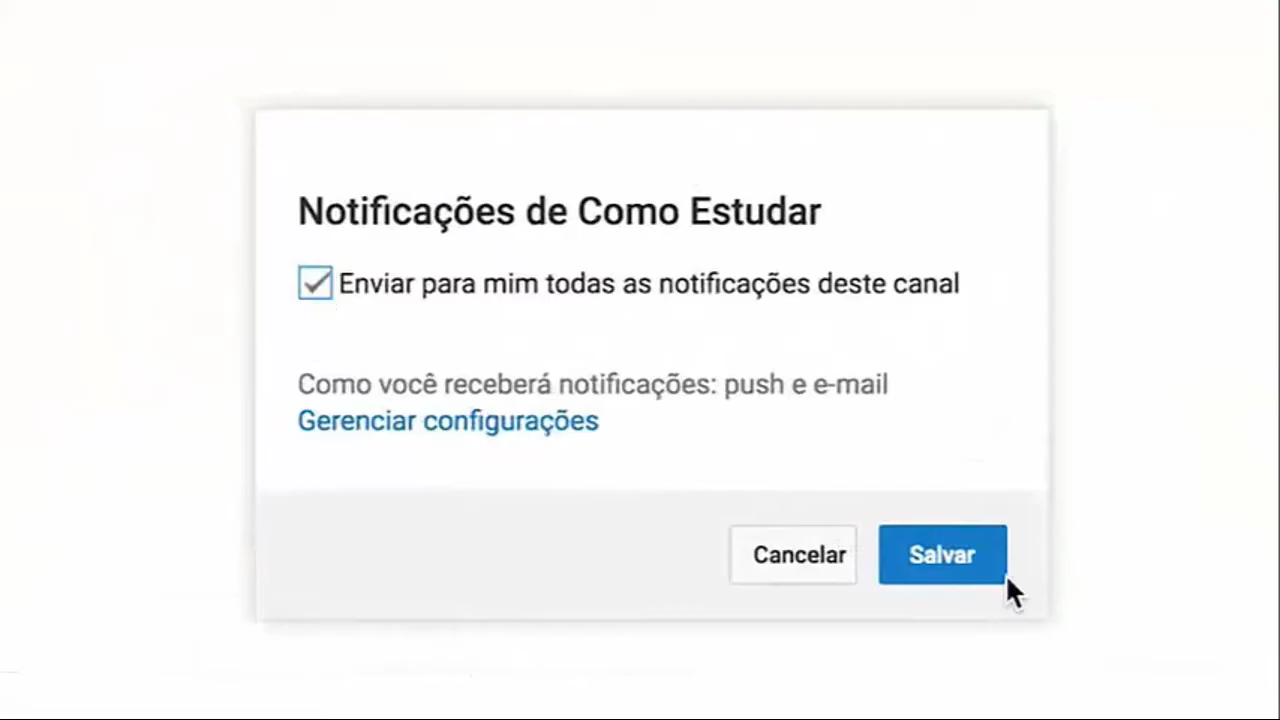 Notificações de Como Estudar
Enviar para mim todas as notificações deste canal
Como você receberá notificações: push e e-mail
Gerenciar configurações
Cancelar
Salvar